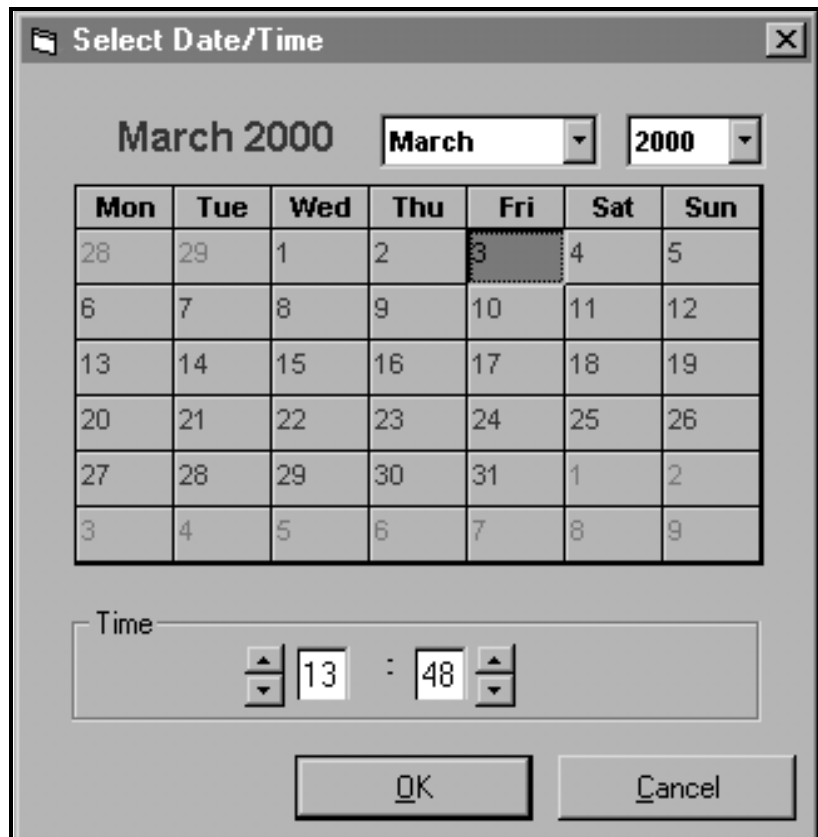 Select Date/Time
March 2000 March 2000
Mon Tue Wed Thu Fri Sat Sun
28 29 1 2 3 4 5
6 7 8 9 10 11 12
13 14 15 16 17 18 19
20 21 22 23 24 25 26
27 28 29 30 31 1 2
3 4 5 6 7 8 9
Time
13 : 48
OK Cancel